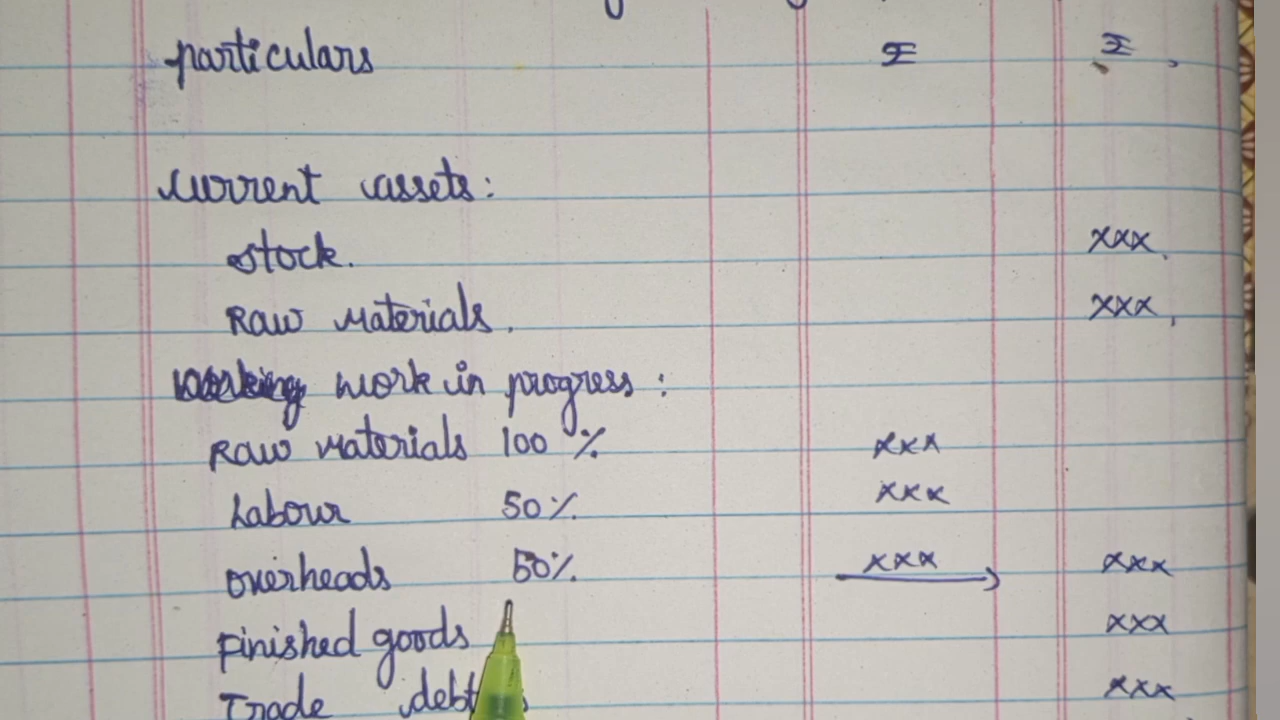 particulars ₹ ₹
Current assets:
Stock. xxx
Raw Materials. xxx
work in progress:
Raw Materials 100% xxx
Labour 50% xxx
overheads 50% xxx xxx
Finished goods xxx
Trade xxx